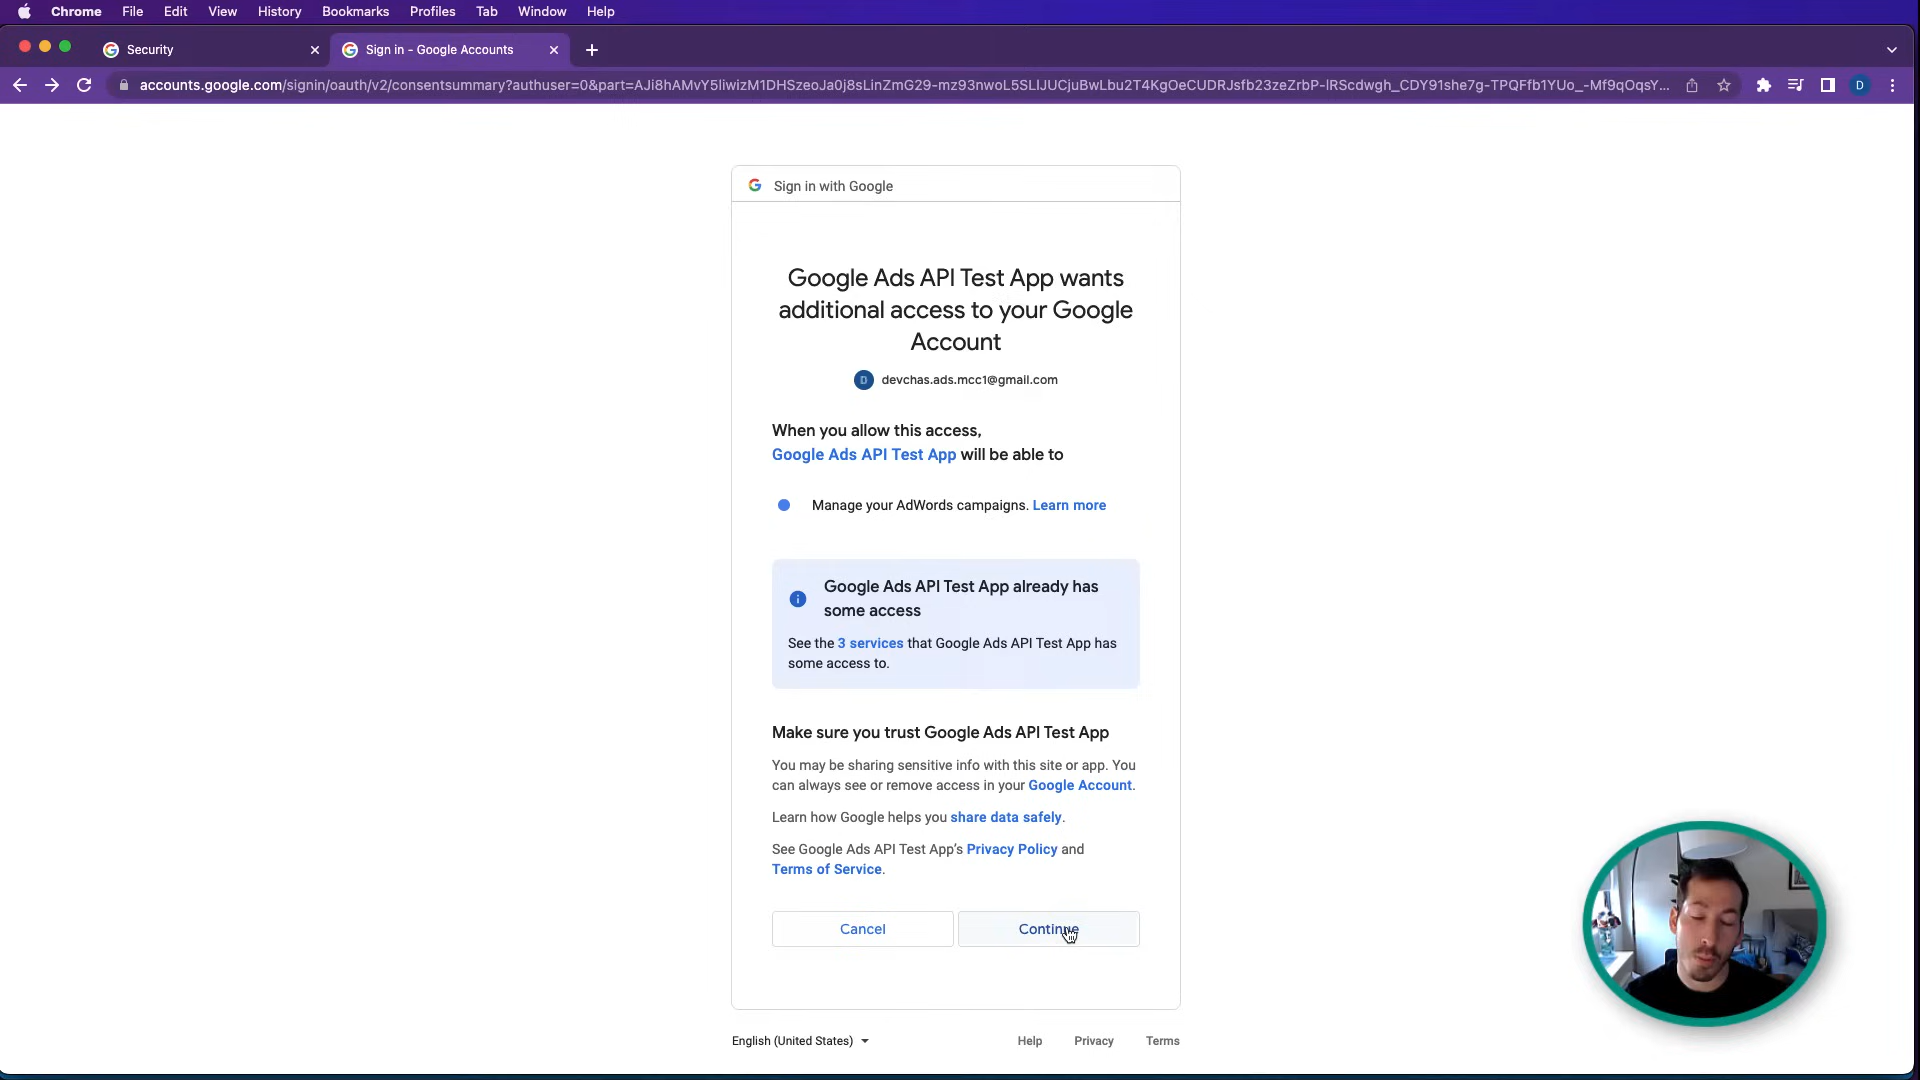 Chrome File Edit View History Bookmarks Profiles Tab Window Help
Security
Sign in - Google Accounts
accounts.google.com/signin/oauth/v2/consentsummary?authuser=0&part=AJi8hAMvY5IiwizM1DHSzeoJa0j8sLinZmG29-mz93nwoL5SLIJUCjuBwLbu2T4KgOeCUDRJsfb23zeZrbP-lRScdwgh_CDY91she7g-TPQFfb1YUo_-Mf9qOqsY...
D
Sign in with Google
Google Ads API Test App wants
additional access to your Google
Account
D devchas.ads.mcc1@gmail.com
When you allow this access,
Google Ads API Test App will be able to
Manage your AdWords campaigns. Learn more
Google Ads API Test App already has
some access
See the 3 services that Google Ads API Test App has
some access to.
Make sure you trust Google Ads API Test App
You may be sharing sensitive info with this site or app. You
can always see or remove access in your Google Account.
Learn how Google helps you share data safely.
See Google Ads API Test App's Privacy Policy and
Terms of Service.
Cancel
Continue
English (United States)
Help Privacy Terms